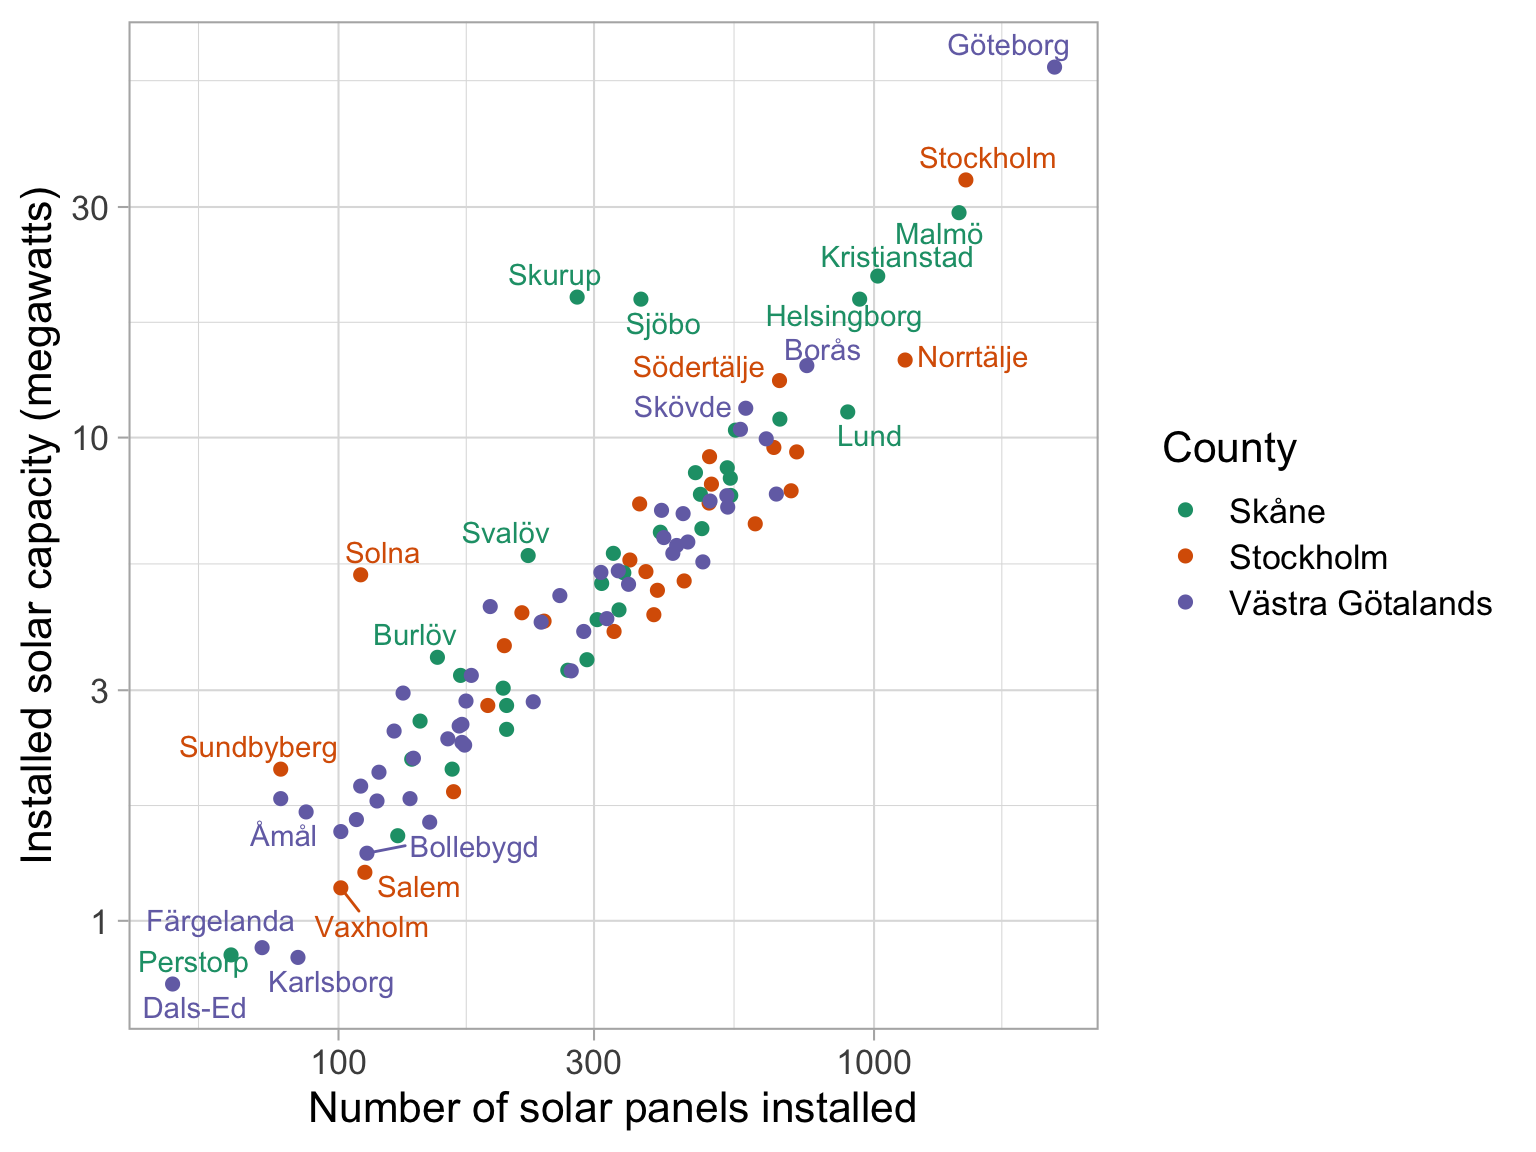 Göteborg
Stockholm
30
Malmö
Kristianstad
Skurup
Sjöbo
Helsingborg
Borås
Norrtälje
Södertälje
Skövde
10
Lund
Svalöv
Solna
Burlöv
3
Sundbyberg
Åmål
Bollebygd
Salem
1
Färgelanda
Vaxholm
Perstorp
Karlsborg
Dals-Ed
100 300 1000
Number of solar panels installed
Installed solar capacity (megawatts)
County
Skåne
Stockholm
Västra Götalands